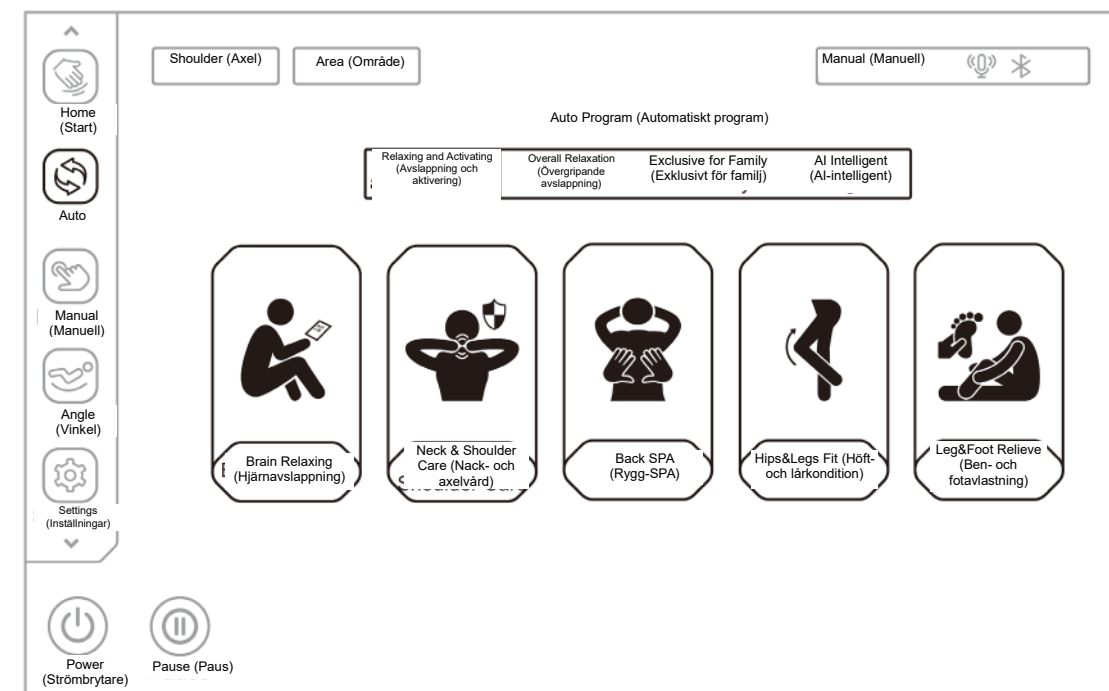 Shoulder (Axel)
Area (Område)
Manual (Manuell)
Home
(Start)
Auto
Manual
(Manuell)
Angle
(Vinkel)
Settings
(Inställningar)
Auto Program (Automatiskt program)
Relaxing and Activating
(Avslappning och
aktivering)
Overall Relaxation
(Övergripande
avslappning)
Exclusive for Family
(Exklusivt för familj)
AI Intelligent
(AI-intelligent)
Brain Relaxing
(Hjärnavslappning)
Neck & Shoulder
Care (Nack- och
axelvård)
Back SPA
(Rygg-SPA)
Hips&Legs Fit (Höft-
och lårkondition)
Leg&Foot Relieve
(Ben- och
fotavlastning)
Power
(Strömbrytare)
Pause (Paus)